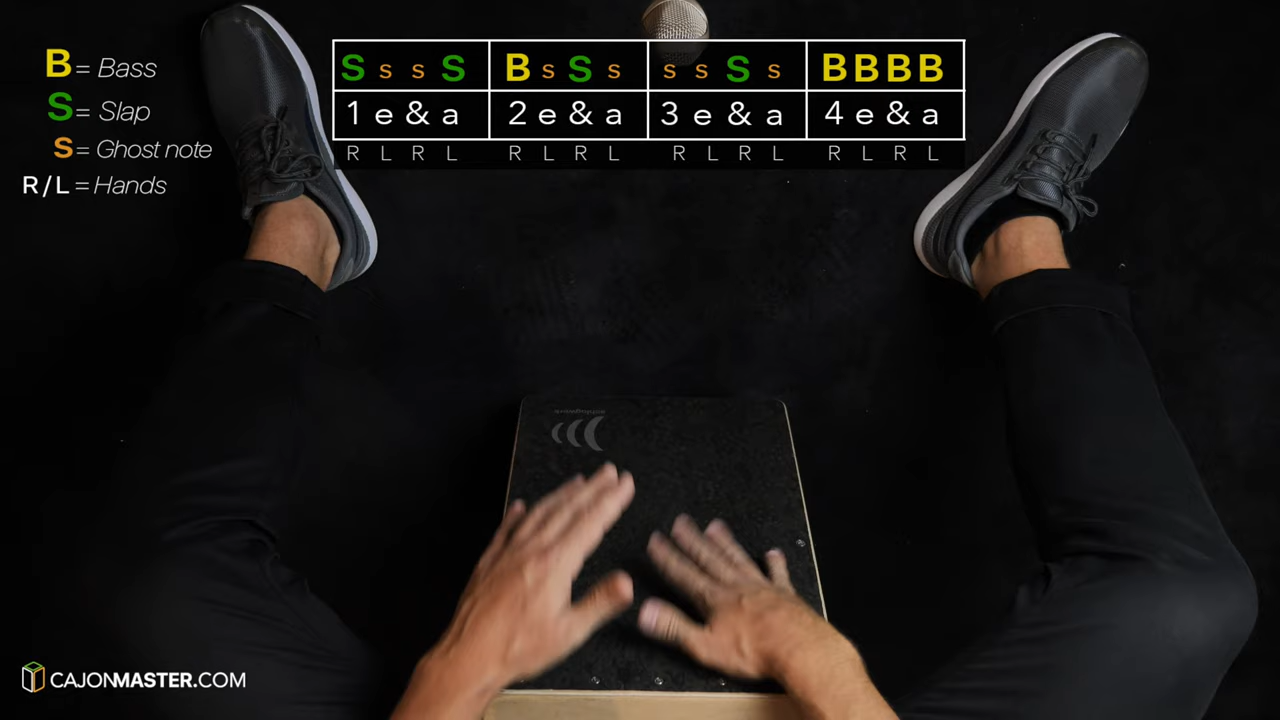 B = Bass
S = Slap
s = Ghost note
R / L = Hands
S s s S B s S s s s S s B B B B
1 e & a 2 e & a 3 e & a 4 e & a
R L R L R L R L R L R L R L R L
CAJONMASTER.COM